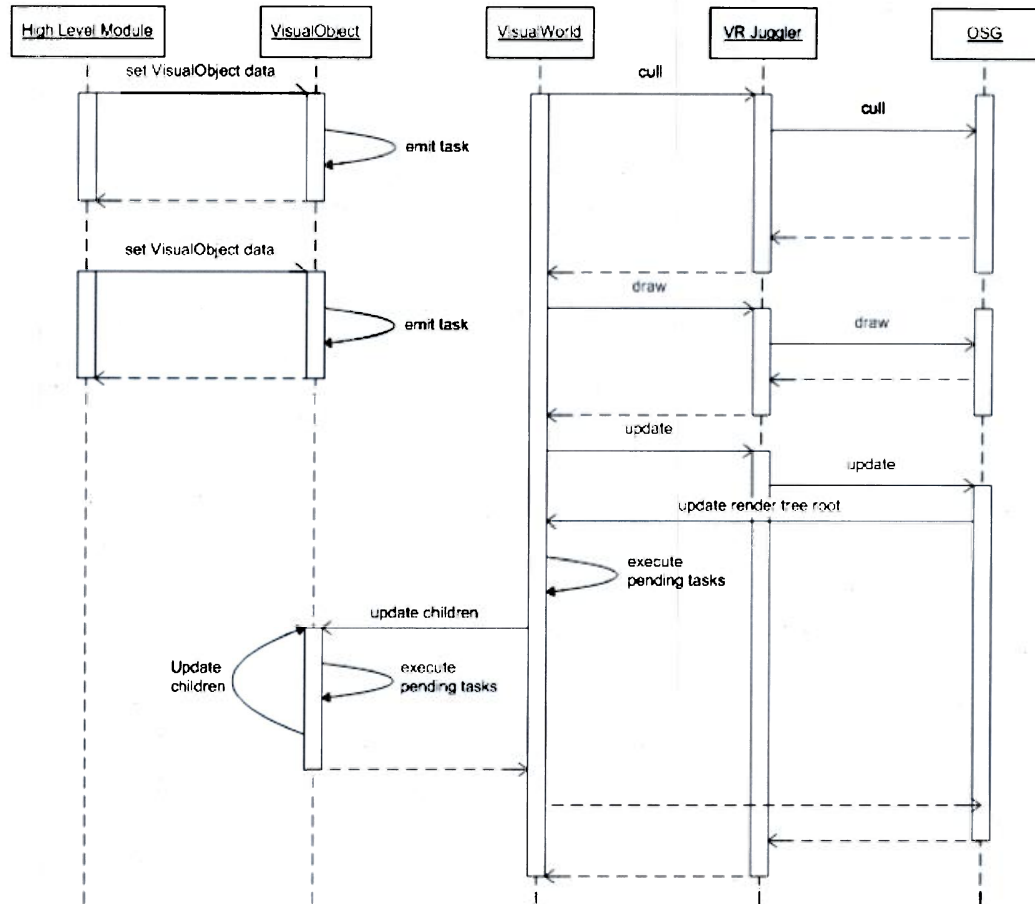 High Level Module
VisualObject
VisualWorld
VR Juggler
OSG
set VisualObject data
cull
cull
emit task
set VisualObject data
draw
emit task
draw
update
update
update render tree root
execute
pending tasks
update children
Update
children
execute
pending tasks